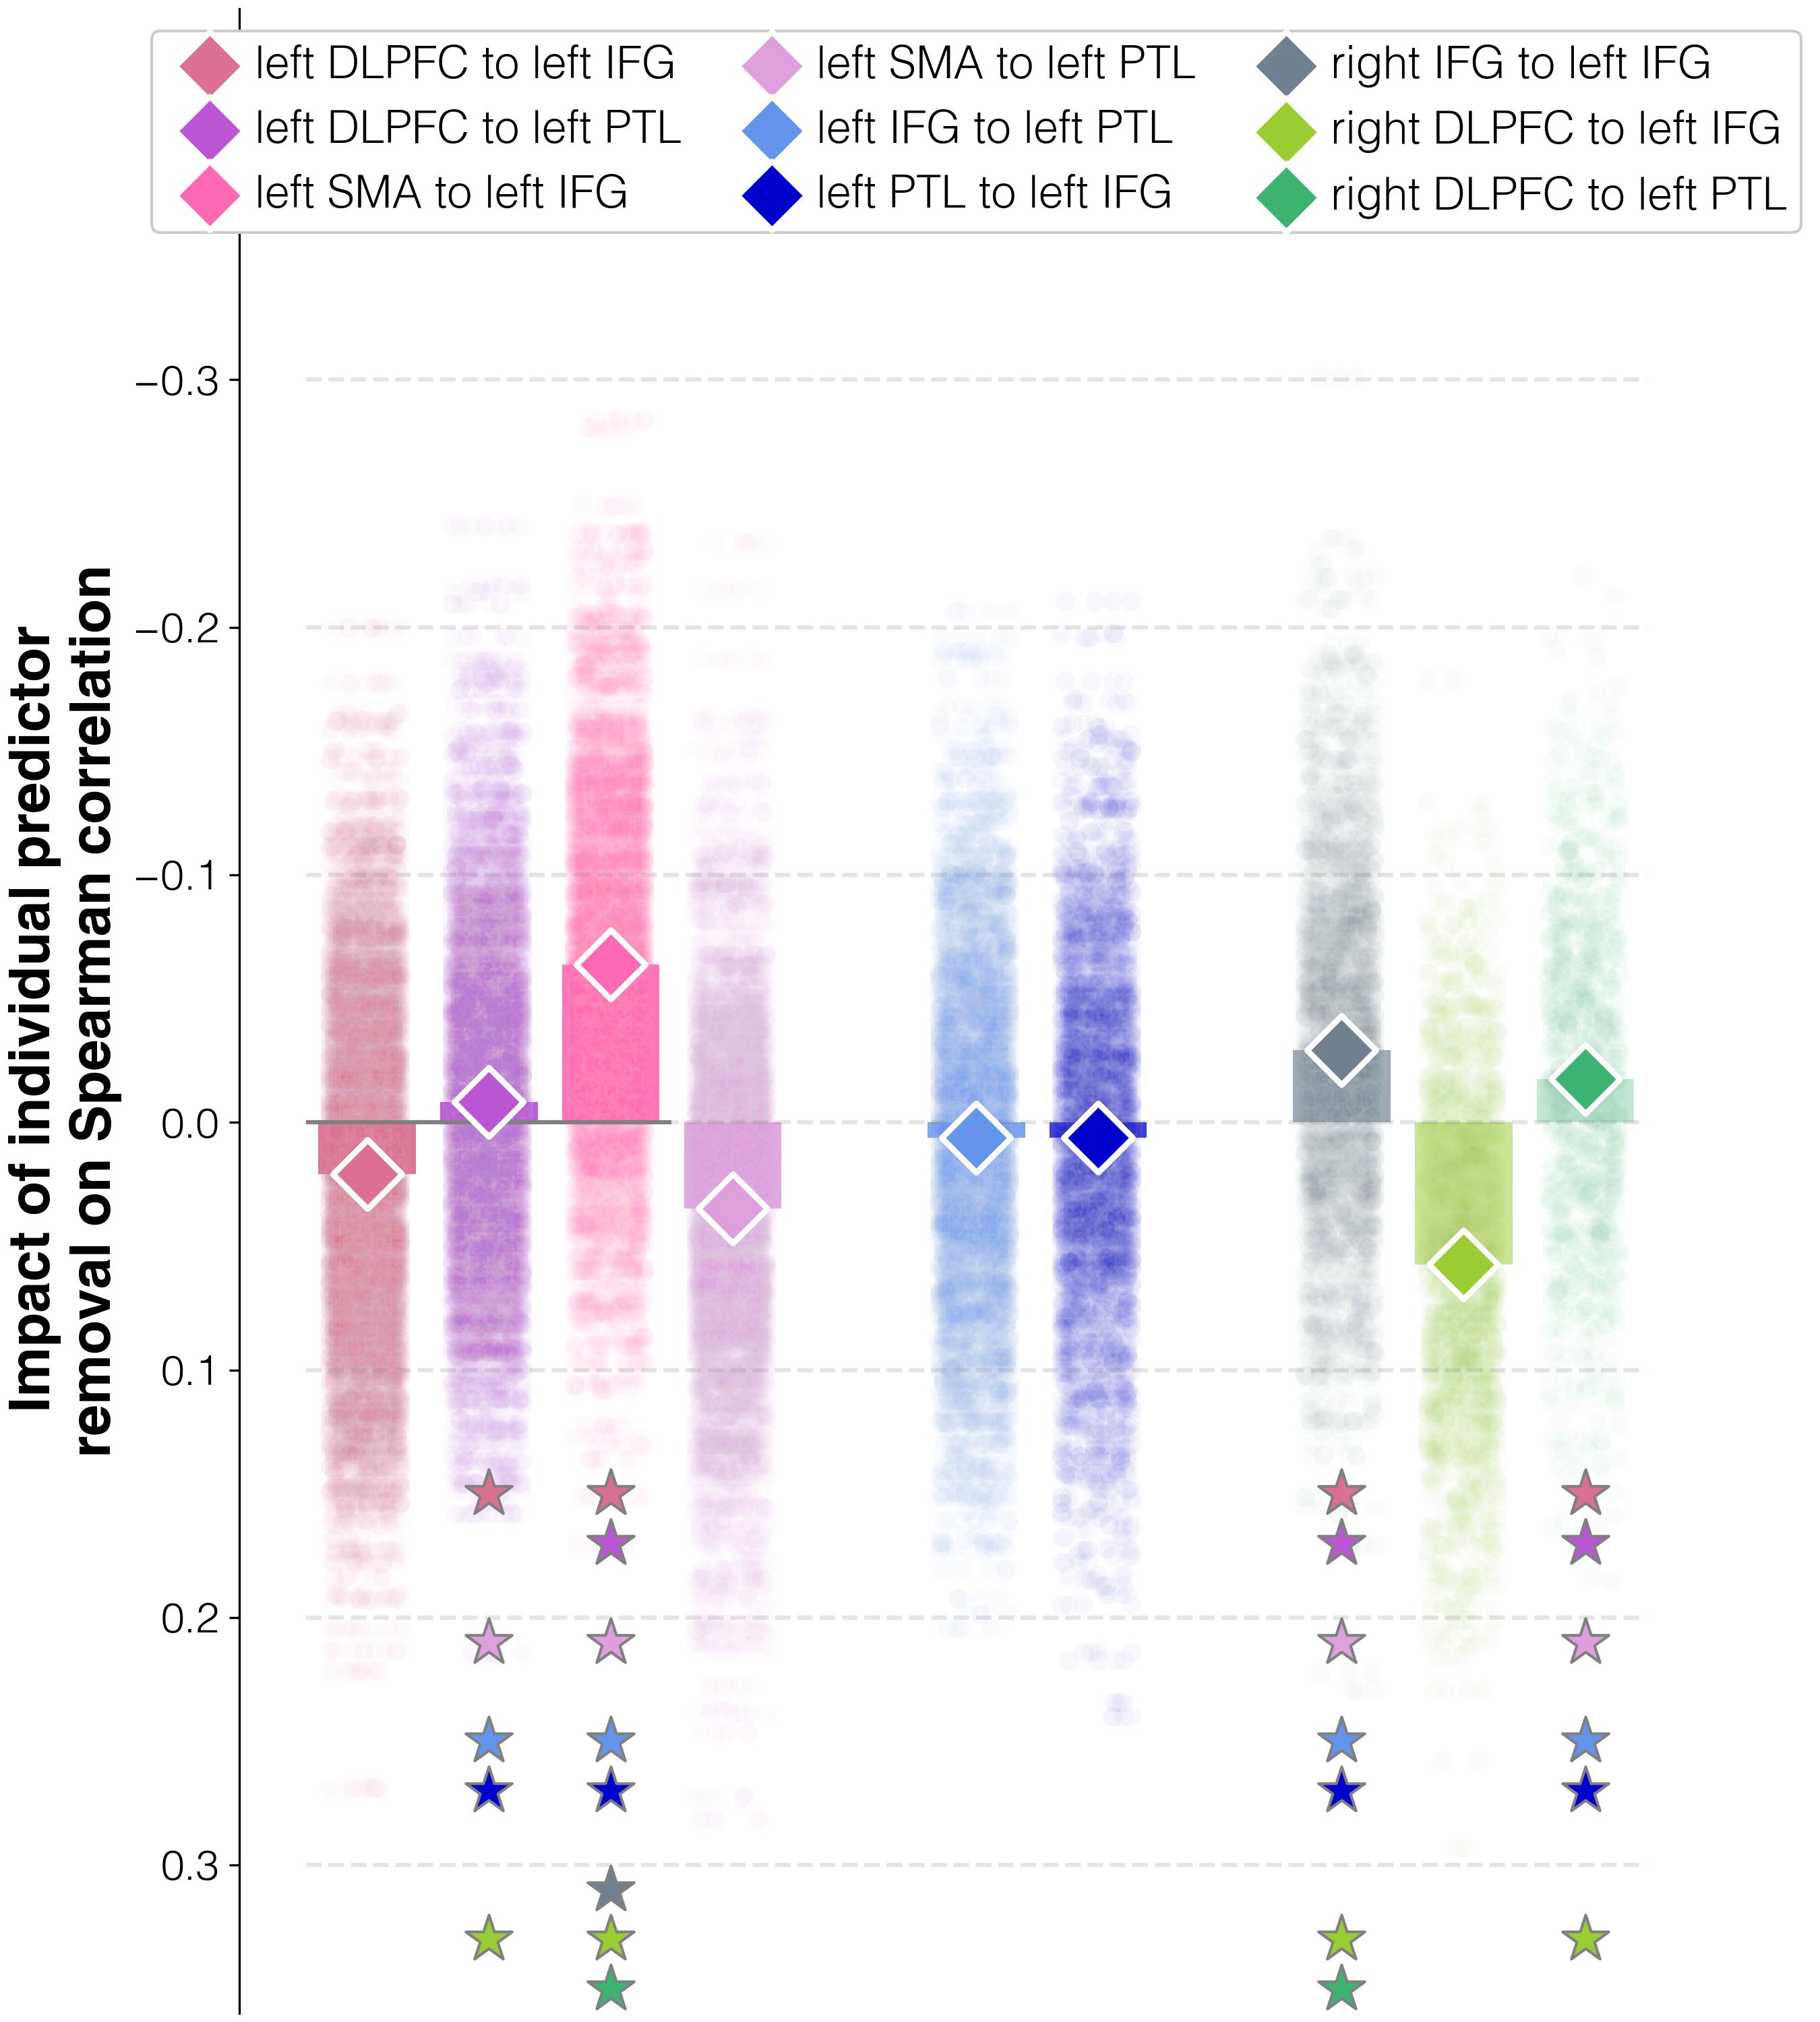 left DLPFC to left IFG
left DLPFC to left PTL
left SMA to left IFG
left SMA to left PTL
left IFG to left PTL
left PTL to left IFG
right IFG to left IFG
right DLPFC to left IFG
right DLPFC to left PTL
Impact of individual predictor
removal on Spearman correlation
−0.3
−0.2
−0.1
0.0
0.1
0.2
0.3